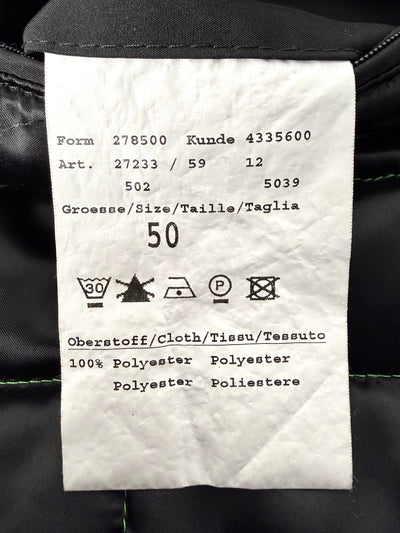 Form 278500 Kunde 4335600
Art. 27233 / 59 12
502 5039
Groesse/Size/Taille/Taglia
50
30 P
Oberstoff/Cloth/Tissu/Tessuto
100% Polyester Polyester
Polyester Poliestere